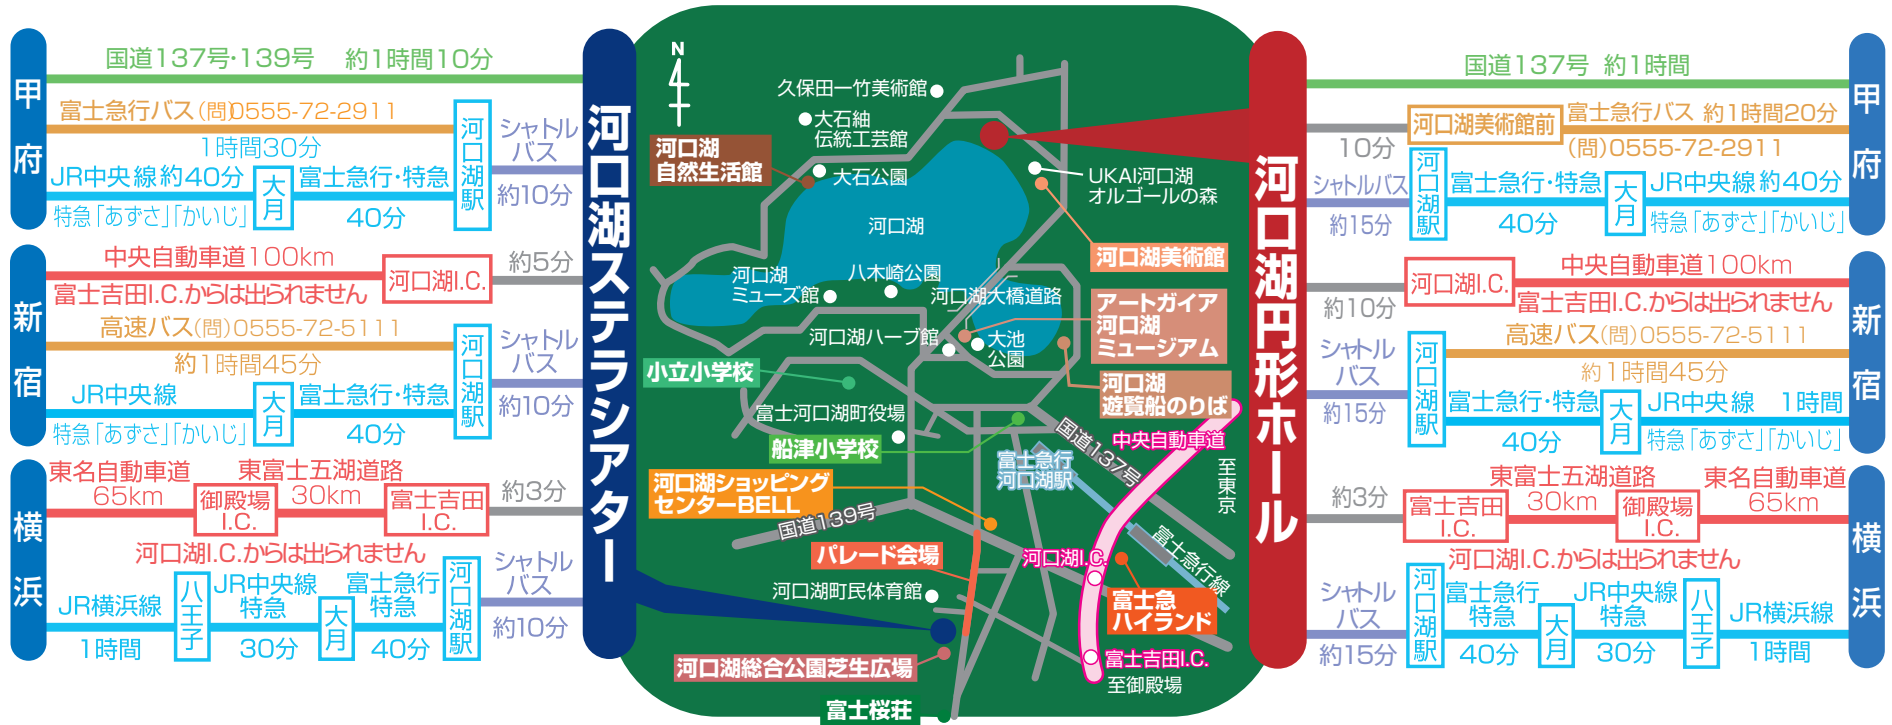 甲府
国道137号・139号 約1時間10分
富士急行バス(問)0555-72-2911
1時間30分
JR中央線 約40分
特急「あずさ」「かいじ」
大月
富士急行・特急
40分
河口湖駅
シャトル
バス
約10分
新宿
中央自動車道100km
富士吉田I.C.からは出られません
河口湖I.C.
約5分
高速バス(問)0555-72-5111
約1時間45分
JR中央線
特急「あずさ」「かいじ」
大月
富士急行・特急
40分
河口湖駅
シャトル
バス
約10分
横浜
東名自動車道
65km
御殿場
I.C.
東富士五湖道路
30km
富士吉田
I.C.
約3分
河口湖I.C.からは出られません
JR横浜線
1時間
八王子
JR中央線
特急
30分
大月
富士急行
特急
40分
河口湖駅
シャトル
バス
約10分
河口湖ステラシアター
N
久保田一竹美術館
大石紬
伝統工芸館
河口湖
自然生活館
大石公園
UKAI河口湖
オルゴールの森
河口湖
河口湖美術館
河口湖
ミューズ館
八木崎公園
河口湖大橋道路
アートガイア
河口湖
ミュージアム
河口湖ハーブ館
大池
公園
小立小学校
河口湖
遊覧船のりば
富士河口湖町役場
国道137号
中央自動車道
船津小学校
富士急行
河口湖駅
至東京
河口湖ショッピング
センターBELL
国道139号
パレード会場
河口湖I.C.
富士急行線
河口湖町民体育館
富士急
ハイランド
河口湖総合公園芝生広場
富士吉田I.C.
至御殿場
富士桜荘
河口湖円形ホール
国道137号 約1時間
甲府
10分
河口湖美術館前
富士急行バス 約1時間20分
(問)0555-72-2911
シャトルバス
約15分
河口湖駅
富士急行・特急
40分
大月
JR中央線 約40分
特急「あずさ」「かいじ」
新宿
約10分
河口湖I.C.
中央自動車道100km
富士吉田I.C.からは出られません
シャトル
バス
約15分
河口湖駅
高速バス(問)0555-72-5111
約1時間45分
富士急行・特急
40分
大月
JR中央線 1時間
特急「あずさ」「かいじ」
横浜
約3分
富士吉田
I.C.
東富士五湖道路
30km
御殿場
I.C.
東名自動車道
65km
河口湖I.C.からは出られません
シャトル
バス
約15分
河口湖駅
富士急行
特急
40分
大月
JR中央線
特急
30分
八王子
JR横浜線
1時間